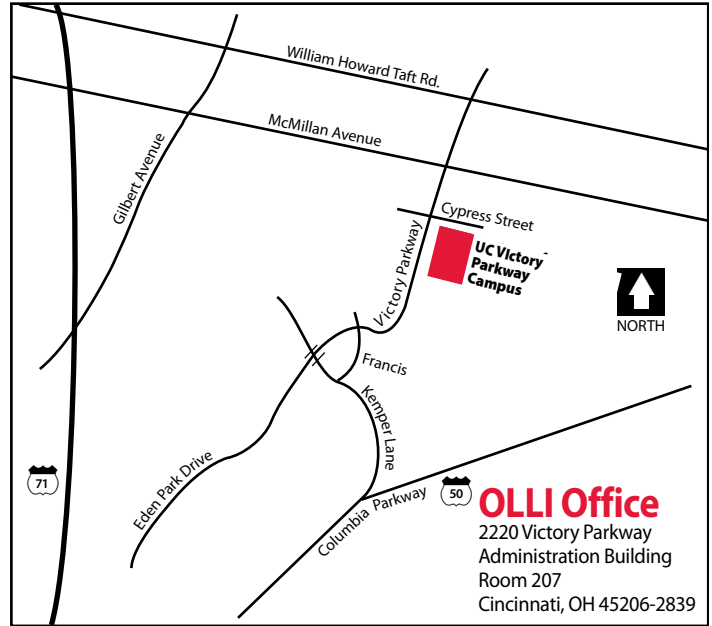 William Howard Taft Rd.
McMillan Avenue
Gilbert Avenue
Cypress Street
Victory Parkway
UC Victory
Parkway
Campus
NORTH
Francis
Kemper Lane
Eden Park Drive
71
50
Columbia Parkway
OLLI Office
2220 Victory Parkway
Administration Building
Room 207
Cincinnati, OH 45206-2839